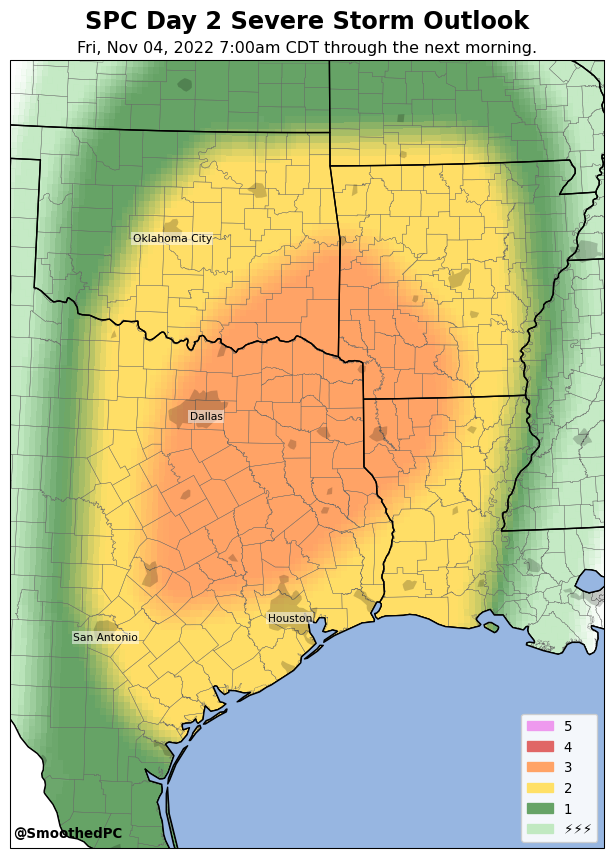 SPC Day 2 Severe Storm Outlook
Fri, Nov 04, 2022 7:00am CDT through the next morning.
Oklahoma City
Dallas
Houston
San Antonio
5
4
3
2
1
⚡⚡⚡
@SmoothedPC